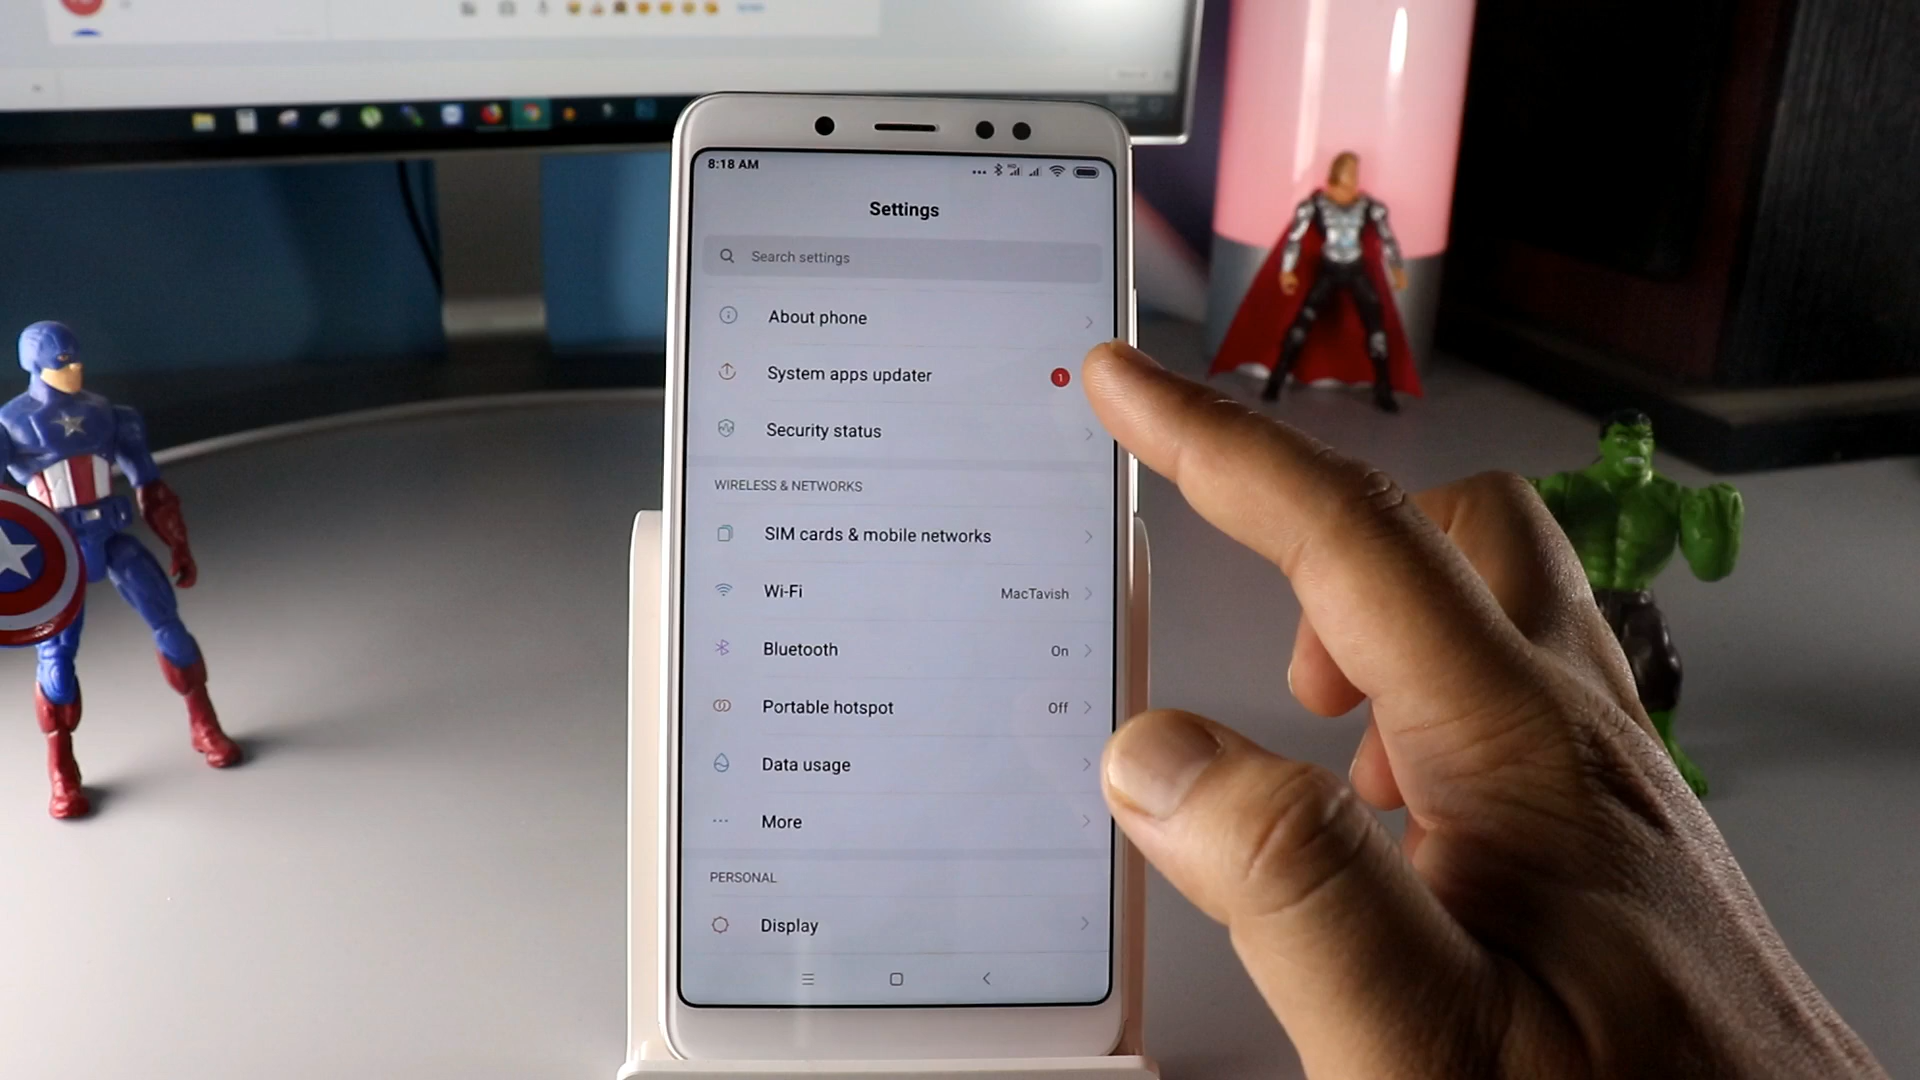 8:18 AM
Settings
Search settings
About phone
System apps updater 1
Security status
WIRELESS & NETWORKS
SIM cards & mobile networks
Wi-Fi MacTavish
Bluetooth On
Portable hotspot Off
Data usage
More
PERSONAL
Display